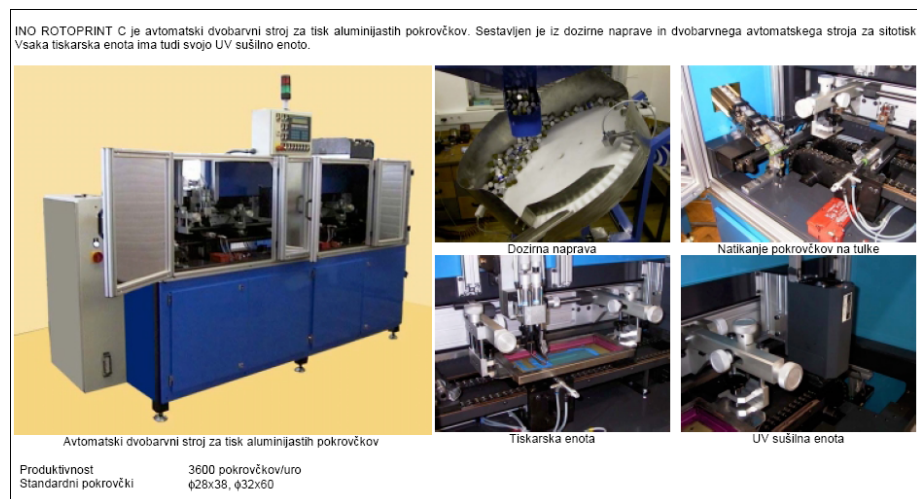 INO ROTOPRINT C je avtomatski dvobarvni stroj za tisk aluminijastih pokrovčkov. Sestavljen je iz dozirne naprave in dvobarvnega avtomatskega stroja za sitotisk
Vsaka tiskarska enota ima tudi svojo UV sušilno enoto.
Dozirna naprava
Natikanje pokrovčkov na tulke
Avtomatski dvobarvni stroj za tisk aluminijastih pokrovčkov
Tiskarska enota
UV sušilna enota
Produktivnost 3600 pokrovčkov/uro
Standardni pokrovčki ϕ28x38, ϕ32x60